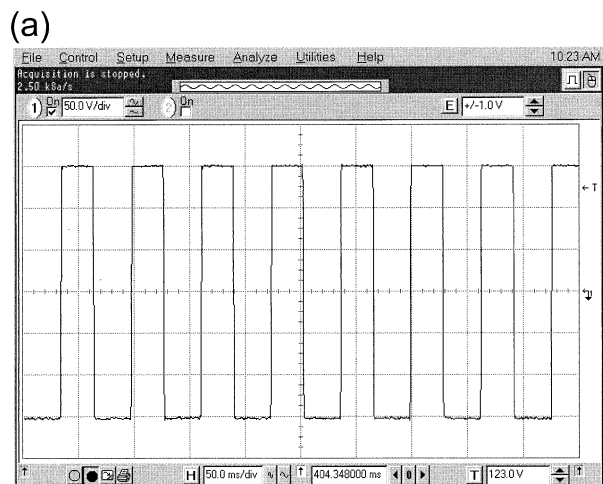 (a)
File Control Setup Measure Analyze Utilities Help 10:23 AM
Acquisition is stopped.
2.50 kSa/s
1 On 50.0 V/div 2 On E +/-1.0 V
T
H 50.0 ms/div 404.348000 ms 0 T 123.0 V